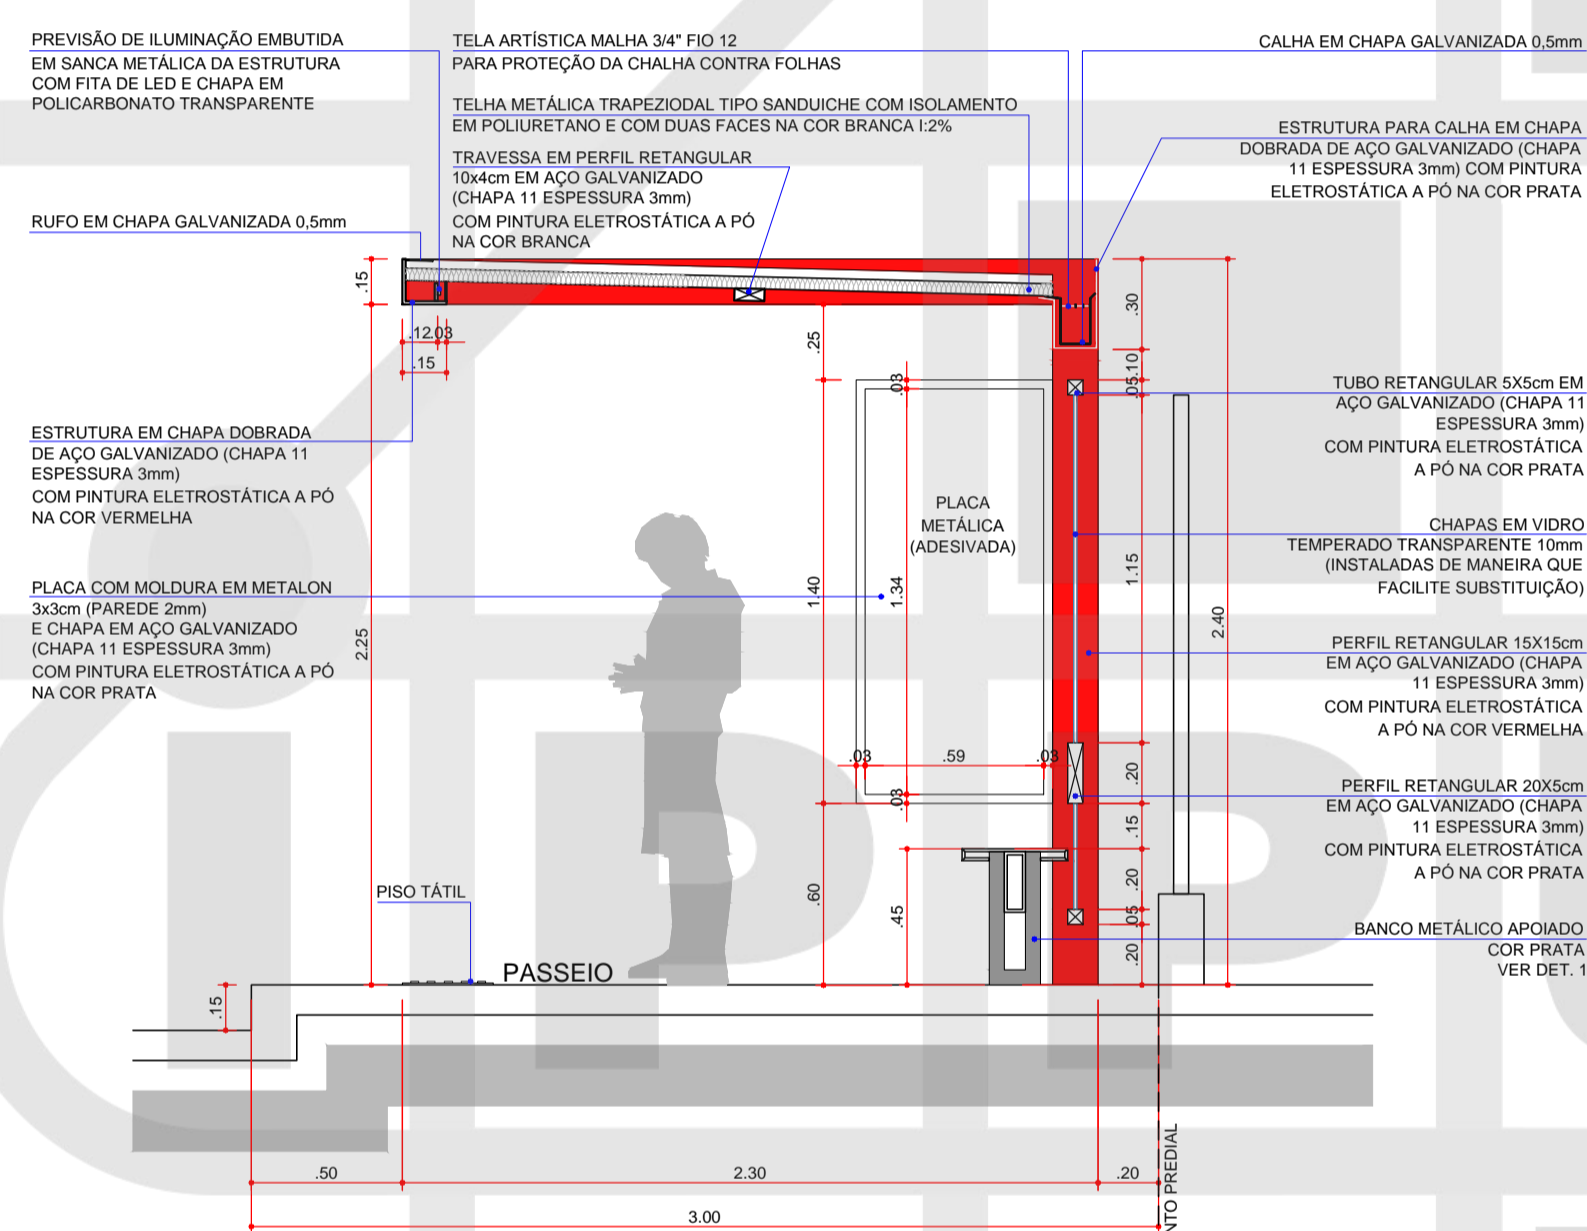 PREVISÃO DE ILUMINAÇÃO EMBUTIDA
EM SANCA METÁLICA DA ESTRUTURA
COM FITA DE LED E CHAPA EM
POLICARBONATO TRANSPARENTE
TELA ARTÍSTICA MALHA 3/4" FIO 12
PARA PROTEÇÃO DA CHALHA CONTRA FOLHAS
TELHA METÁLICA TRAPEZIODAL TIPO SANDUICHE COM ISOLAMENTO
EM POLIURETANO E COM DUAS FACES NA COR BRANCA I:2%
TRAVESSA EM PERFIL RETANGULAR
10x4cm EM AÇO GALVANIZADO
(CHAPA 11 ESPESSURA 3mm)
COM PINTURA ELETROSTÁTICA A PÓ
NA COR BRANCA
CALHA EM CHAPA GALVANIZADA 0,5mm
ESTRUTURA PARA CALHA EM CHAPA
DOBRADA DE AÇO GALVANIZADO (CHAPA
11 ESPESSURA 3mm) COM PINTURA
ELETROSTÁTICA A PÓ NA COR PRATA
RUFO EM CHAPA GALVANIZADA 0,5mm
.15
.12
.03
.15
.25
.03
.30
.10
.05
ESTRUTURA EM CHAPA DOBRADA
DE AÇO GALVANIZADO (CHAPA 11
ESPESSURA 3mm)
COM PINTURA ELETROSTÁTICA A PÓ
NA COR VERMELHA
TUBO RETANGULAR 5X5cm EM
AÇO GALVANIZADO (CHAPA 11
ESPESSURA 3mm)
COM PINTURA ELETROSTÁTICA
A PÓ NA COR PRATA
PLACA
METÁLICA
(ADESIVADA)
CHAPAS EM VIDRO
TEMPERADO TRANSPARENTE 10mm
(INSTALADAS DE MANEIRA QUE
FACILITE SUBSTITUIÇÃO)
PLACA COM MOLDURA EM METALON
3x3cm (PAREDE 2mm)
E CHAPA EM AÇO GALVANIZADO
(CHAPA 11 ESPESSURA 3mm)
COM PINTURA ELETROSTÁTICA A PÓ
NA COR PRATA
2.25
1.40
1.34
1.15
2.40
PERFIL RETANGULAR 15X15cm
EM AÇO GALVANIZADO (CHAPA
11 ESPESSURA 3mm)
COM PINTURA ELETROSTÁTICA
A PÓ NA COR VERMELHA
.03
.59
.03
.03
.20
.15
PERFIL RETANGULAR 20X5cm
EM AÇO GALVANIZADO (CHAPA
11 ESPESSURA 3mm)
COM PINTURA ELETROSTÁTICA
A PÓ NA COR PRATA
PISO TÁTIL
.60
.45
.20
.05
.20
BANCO METÁLICO APOIADO
COR PRATA
VER DET. 1
PASSEIO
.15
.50
2.30
.20
3.00
NTO PREDIAL